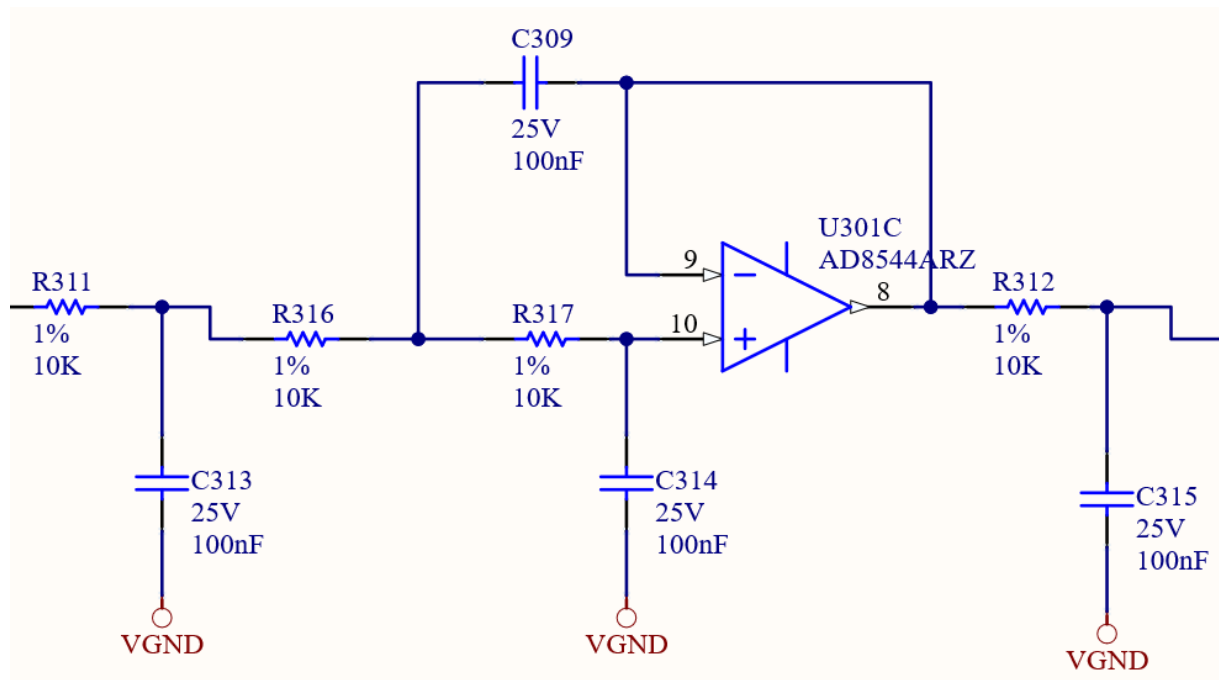 C309
25V
100nF
U301C
AD8544ARZ
9
8
10
R311
1%
10K
R316
1%
10K
R317
1%
10K
R312
1%
10K
C313
25V
100nF
C314
25V
100nF
C315
25V
100nF
VGND
VGND
VGND